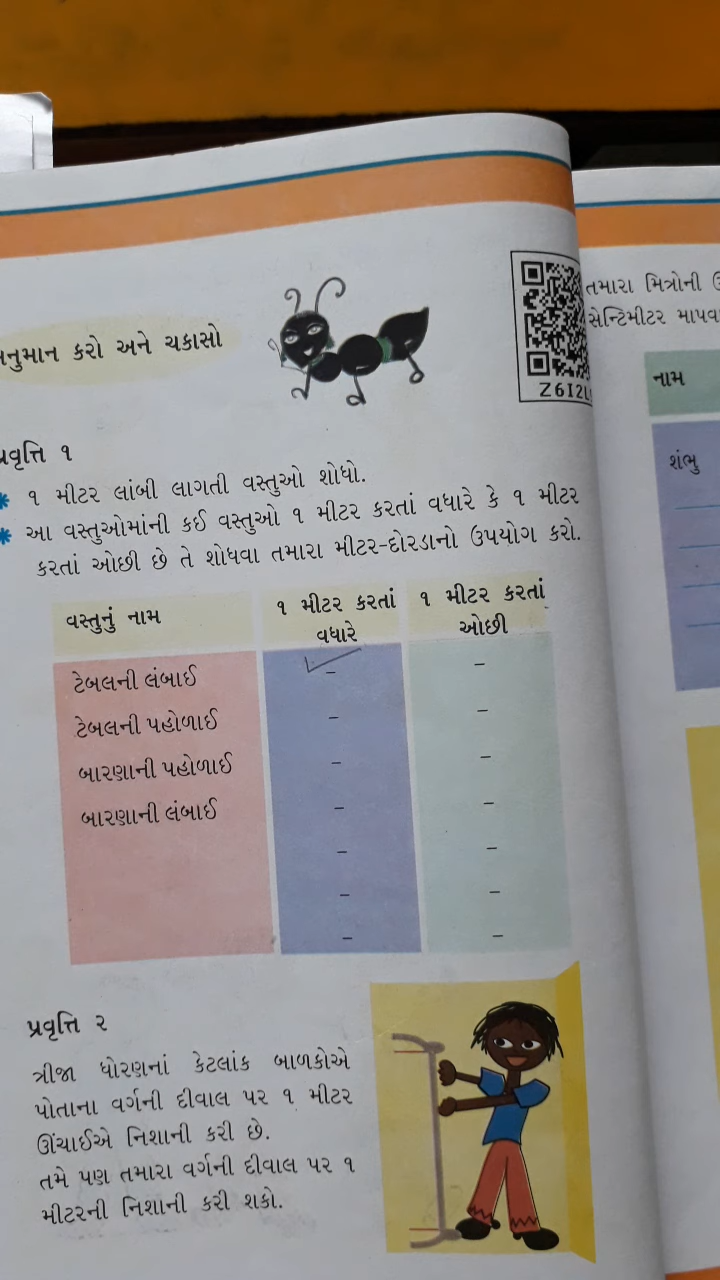 અનુમાન કરો અને ચકાસો
Z6I2L
પ્રવૃત્તિ ૧
* ૧ મીટર લાંબી લાગતી વસ્તુઓ શોધો.
* આ વસ્તુઓમાંની કઈ વસ્તુઓ ૧ મીટર કરતાં વધારે કે ૧ મીટર
કરતાં ઓછી છે તે શોધવા તમારા મીટર-દોરડાનો ઉપયોગ કરો.
વસ્તુનું નામ ૧ મીટર કરતાં વધારે ૧ મીટર કરતાં ઓછી
ટેબલની લંબાઈ – –
ટેબલની પહોળાઈ – –
બારણાની પહોળાઈ – –
બારણાની લંબાઈ – –
– –
– –
– –
પ્રવૃત્તિ ૨
ત્રીજા ધોરણનાં કેટલાંક બાળકોએ
પોતાના વર્ગની દીવાલ પર ૧ મીટર
ઊંચાઈએ નિશાની કરી છે.
તમે પણ તમારા વર્ગની દીવાલ પર ૧
મીટરની નિશાની કરી શકો.
તમારા મિત્રોની
સેન્ટિમીટર
નામ
શંભુ